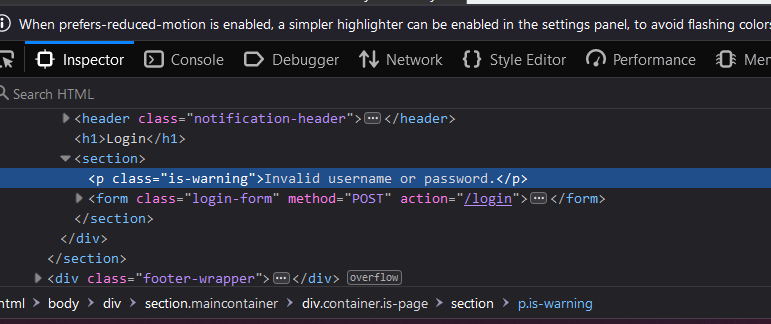 When prefers-reduced-motion is enabled, a simpler highlighter can be enabled in the settings panel, to avoid flashing colors
Inspector Console Debugger Network Style Editor Performance Mem
Search HTML
<header class="notification-header"></header>
<h1>Login</h1>
<section>
<p class="is-warning">Invalid username or password.</p>
<form class="login-form" method="POST" action="/login"></form>
</section>
</div>
</section>
<div class="footer-wrapper"></div> overflow
html body div section.maincontainer div.container.is-page section p.is-warning